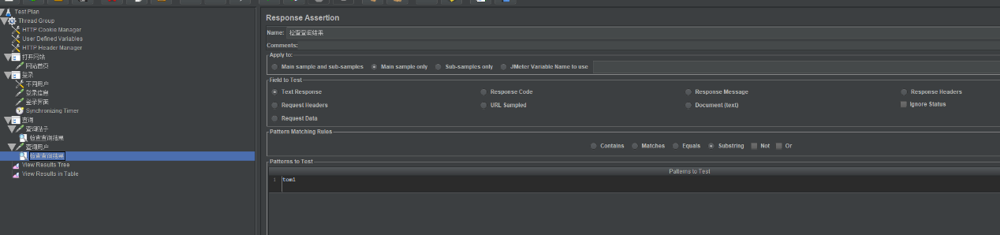 Test Plan
Thread Group
HTTP Cookie Manager
User Defined Variables
HTTP Header Manager
打开网站
网站首页
登录
不同用户
登录信息
登录界面
Synchronizing Timer
查询
查询贴子
检查查询结果
查询用户
检查查询结果
View Results Tree
View Results in Table
Response Assertion
Name: 检查查询结果
Comments:
Apply to:
Main sample and sub-samples Main sample only Sub-samples only JMeter Variable Name to use
Field to Test
Text Response Response Code Response Message Response Headers
Request Headers URL Sampled Document (text) Ignore Status
Request Data
Pattern Matching Rules
Contains Matches Equals Substring Not Or
Patterns to Test
Patterns to Test
1 tom1